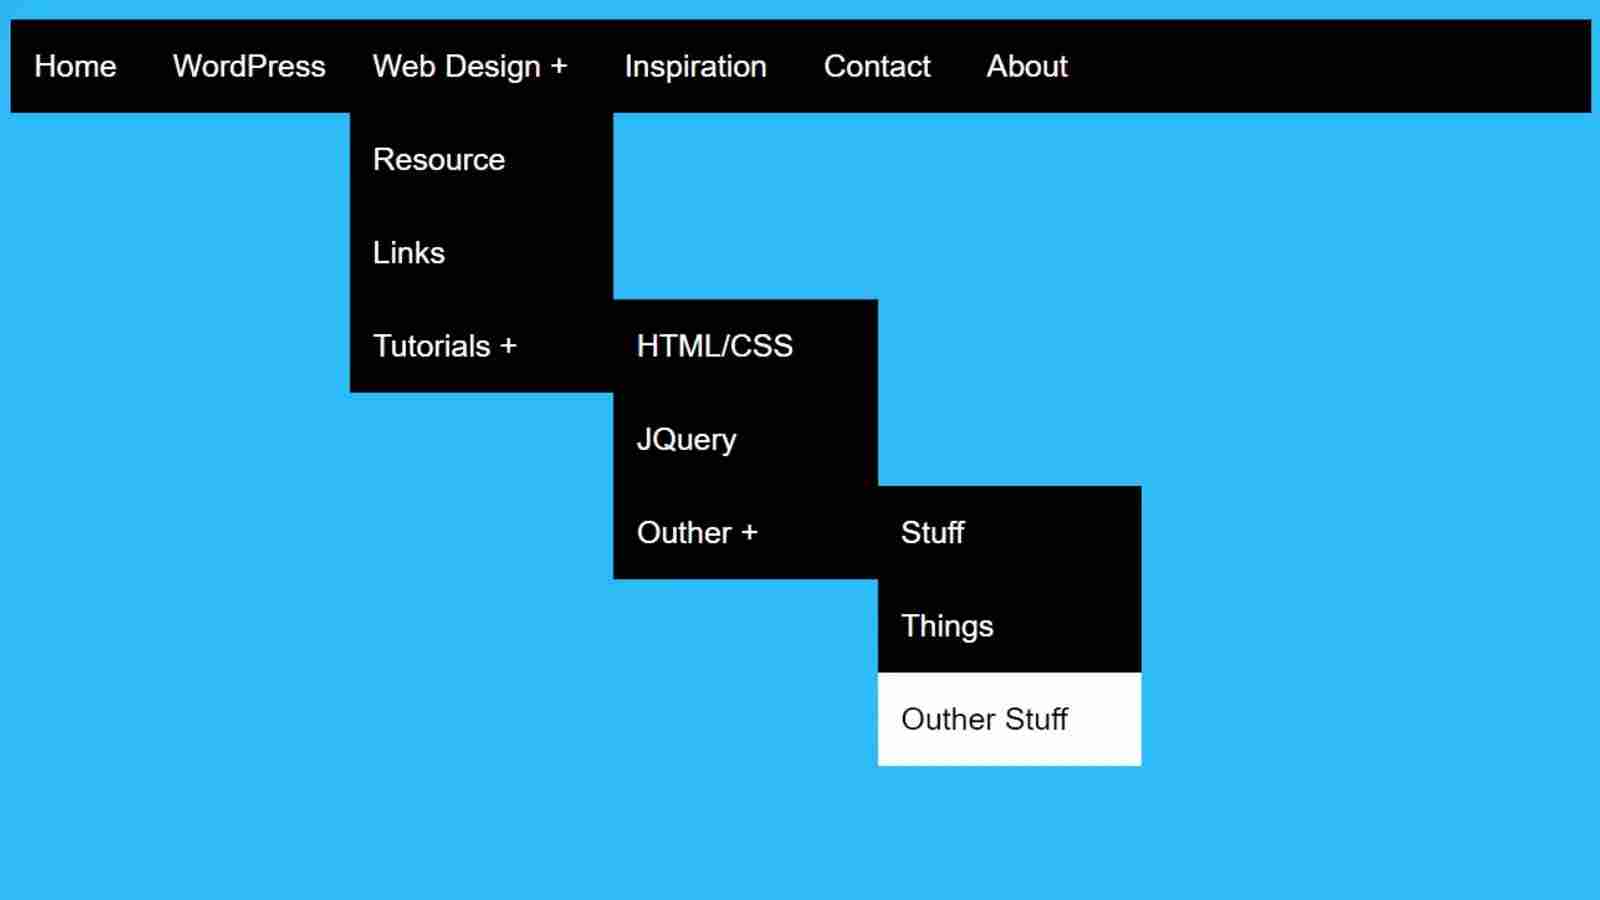 Home WordPress Web Design + Inspiration Contact About
Resource
Links
Tutorials + HTML/CSS
JQuery
Outher + Stuff
Things
Outher Stuff